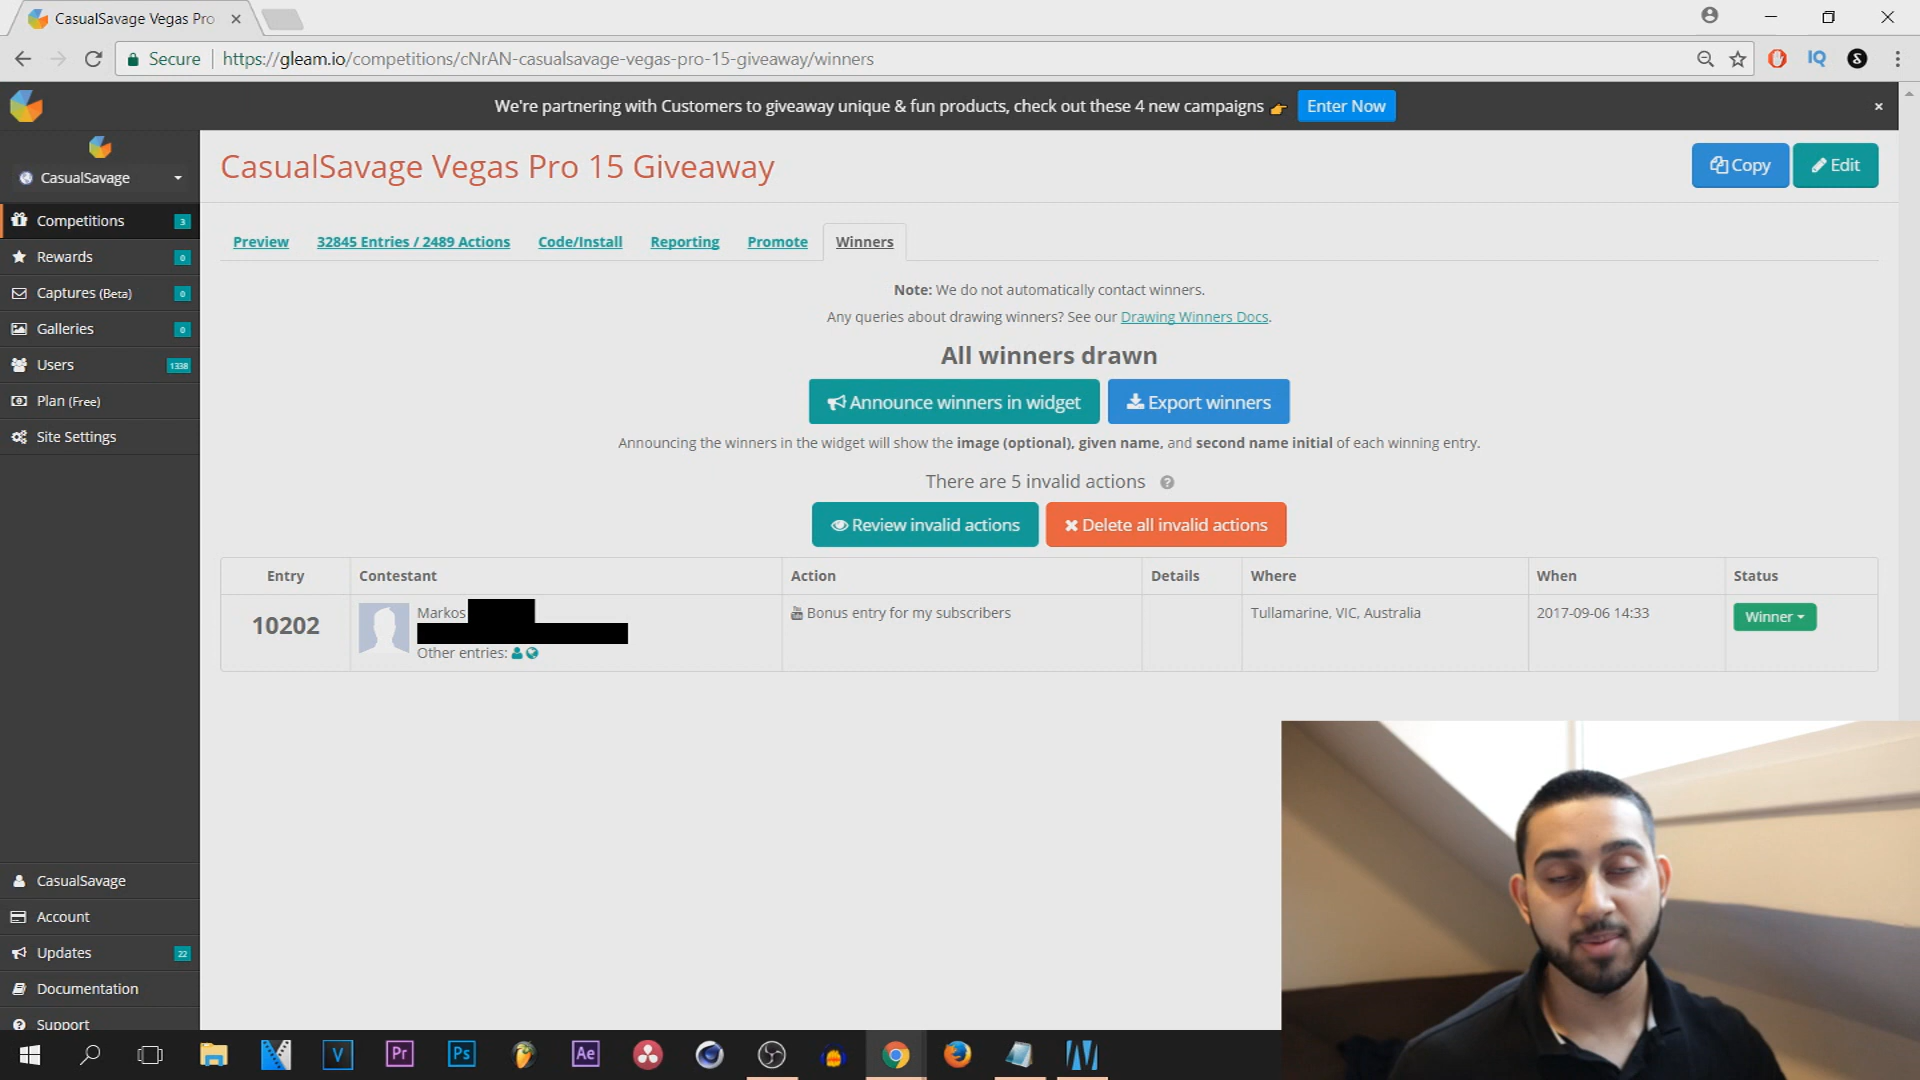 CasualSavage Vegas Pro
Secure
https://gleam.io/competitions/cNrAN-casualsavage-vegas-pro-15-giveaway/winners
IQ
We're partnering with Customers to giveaway unique & fun products, check out these 4 new campaigns
Enter Now
CasualSavage
Competitions 3
Rewards 0
Captures (Beta) 0
Galleries 0
Users 1338
Plan (Free)
Site Settings
CasualSavage
Account
Updates 22
Documentation
Support
CasualSavage Vegas Pro 15 Giveaway
Copy
Edit
Preview
32845 Entries / 2489 Actions
Code/Install
Reporting
Promote
Winners
Note: We do not automatically contact winners.
Any queries about drawing winners? See our Drawing Winners Docs.
All winners drawn
Announce winners in widget
Export winners
Announcing the winners in the widget will show the image (optional), given name, and second name initial of each winning entry.
There are 5 invalid actions ?
Review invalid actions
Delete all invalid actions
Entry Contestant Action Details Where When Status
10202
Markos
Other entries:
Bonus entry for my subscribers
Tullamarine, VIC, Australia
2017-09-06 14:33
Winner
V
Pr
Ps
Ae